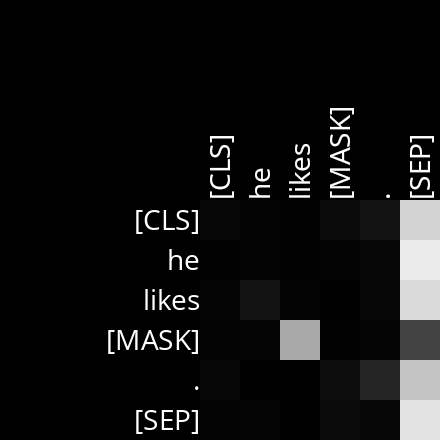 [CLS] he likes [MASK] . [SEP]
[CLS]
he
likes
[MASK]
.
[SEP]